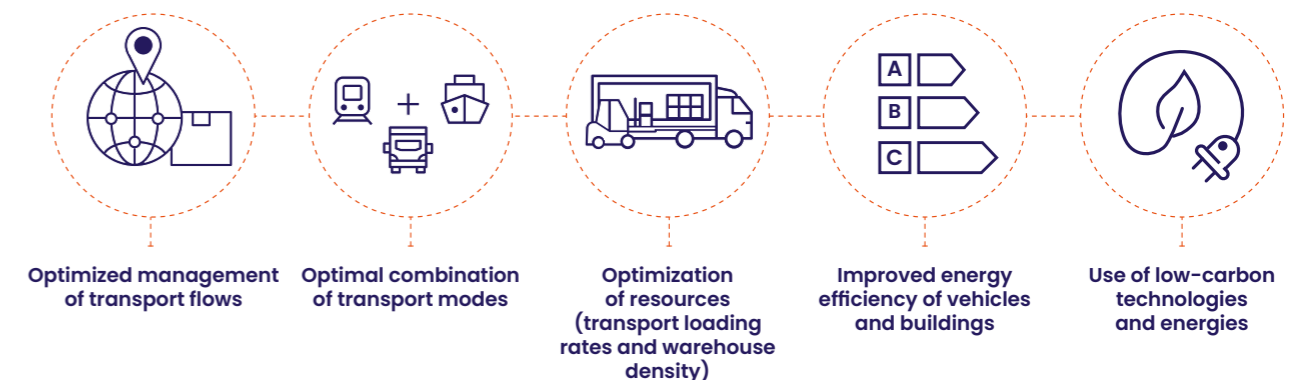 A
B
C
Optimized management
of transport flows
Optimal combination
of transport modes
Optimization
of resources
(transport loading
rates and warehouse
density)
Improved energy
efficiency of vehicles
and buildings
Use of low-carbon
technologies
and energies